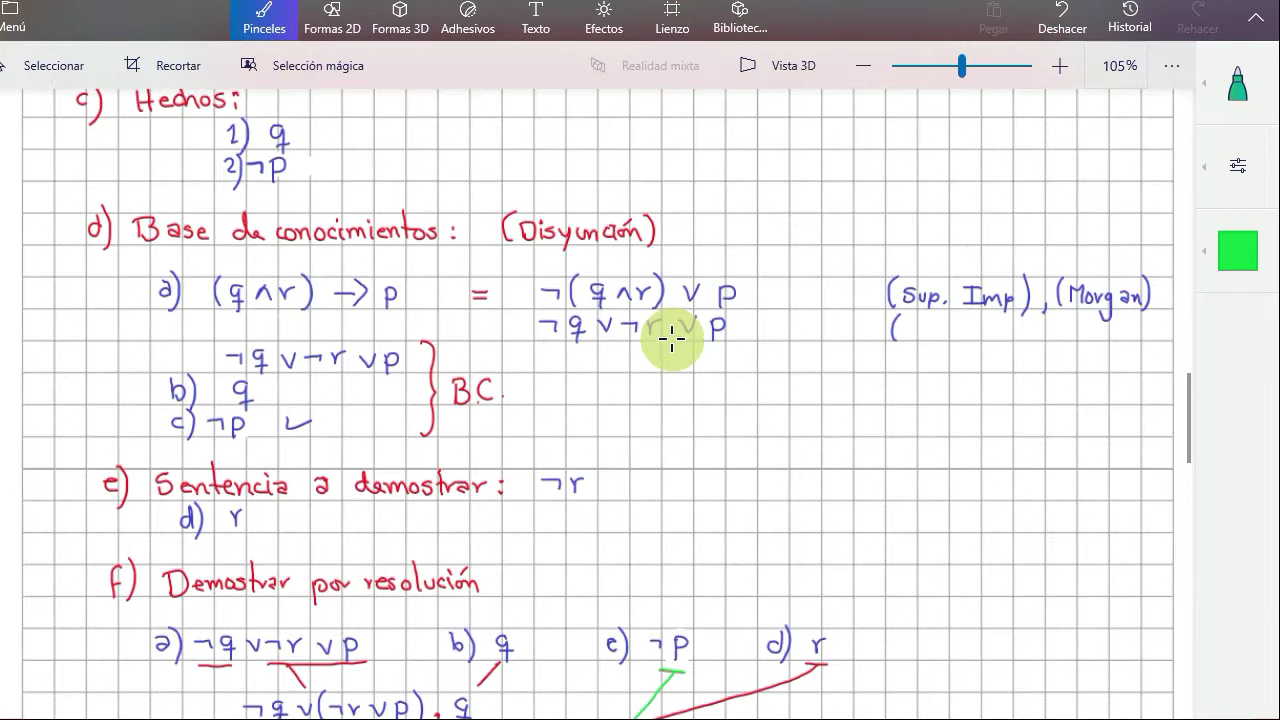 Menú Pinceles Formas 2D Formas 3D Adhesivos Texto Efectos Lienzo Bibliotec... Pegar Deshacer Historial Rehacer
Seleccionar Recortar Selección mágica Realidad mixta Vista 3D 105% ...
c) Hechos:
1) q
2) ¬p
d) Base de conocimientos: (Disyunción)
a) (q ∧ r) → p = ¬(q ∧ r) ∨ p (Sup. Imp), (Morgan)
¬q ∨ ¬r ∨ p (
¬q ∨ ¬r ∨ p
b) q B.C.
c) ¬p ✓
e) Sentencia a demostrar: ¬r
d) r
f) Demostrar por resolución
a) ¬q ∨ ¬r ∨ p b) q c) ¬p d) r
¬q ∨ (¬r ∨ p), q